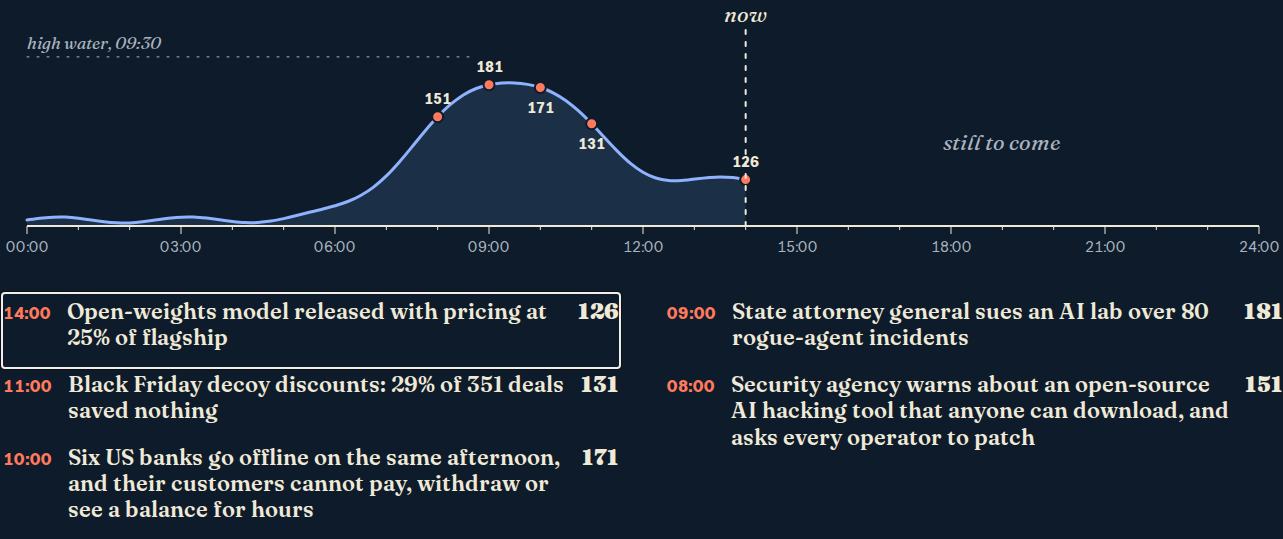 now
high water, 09:30
181
151
171
131
126
still to come
00:00 03:00 06:00 09:00 12:00 15:00 18:00 21:00 24:00
14:00 Open-weights model released with pricing at 126
25% of flagship
11:00 Black Friday decoy discounts: 29% of 351 deals 131
saved nothing
10:00 Six US banks go offline on the same afternoon, 171
and their customers cannot pay, withdraw or
see a balance for hours
09:00 State attorney general sues an AI lab over 80 181
rogue-agent incidents
08:00 Security agency warns about an open-source 151
AI hacking tool that anyone can download, and
asks every operator to patch